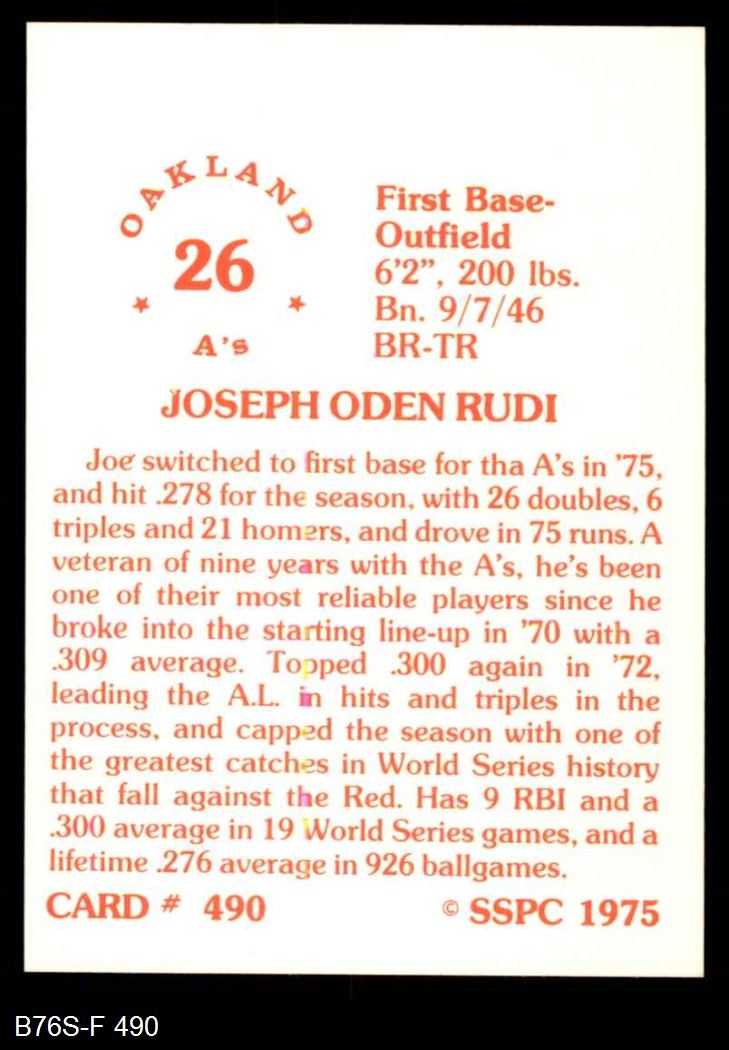 OAKLAND
26
A's
First Base-
Outfield
6'2", 200 lbs.
Bn. 9/7/46
BR-TR
JOSEPH ODEN RUDI
Joe switched to first base for tha A's in '75,
and hit .278 for the season, with 26 doubles, 6
triples and 21 homers, and drove in 75 runs. A
veteran of nine years with the A's, he's been
one of their most reliable players since he
broke into the starting line-up in '70 with a
.309 average. Topped .300 again in '72,
leading the A.L. in hits and triples in the
process, and capped the season with one of
the greatest catches in World Series history
that fall against the Red. Has 9 RBI and a
.300 average in 19 World Series games, and a
lifetime .276 average in 926 ballgames.
CARD # 490
© SSPC 1975
B76S-F 490